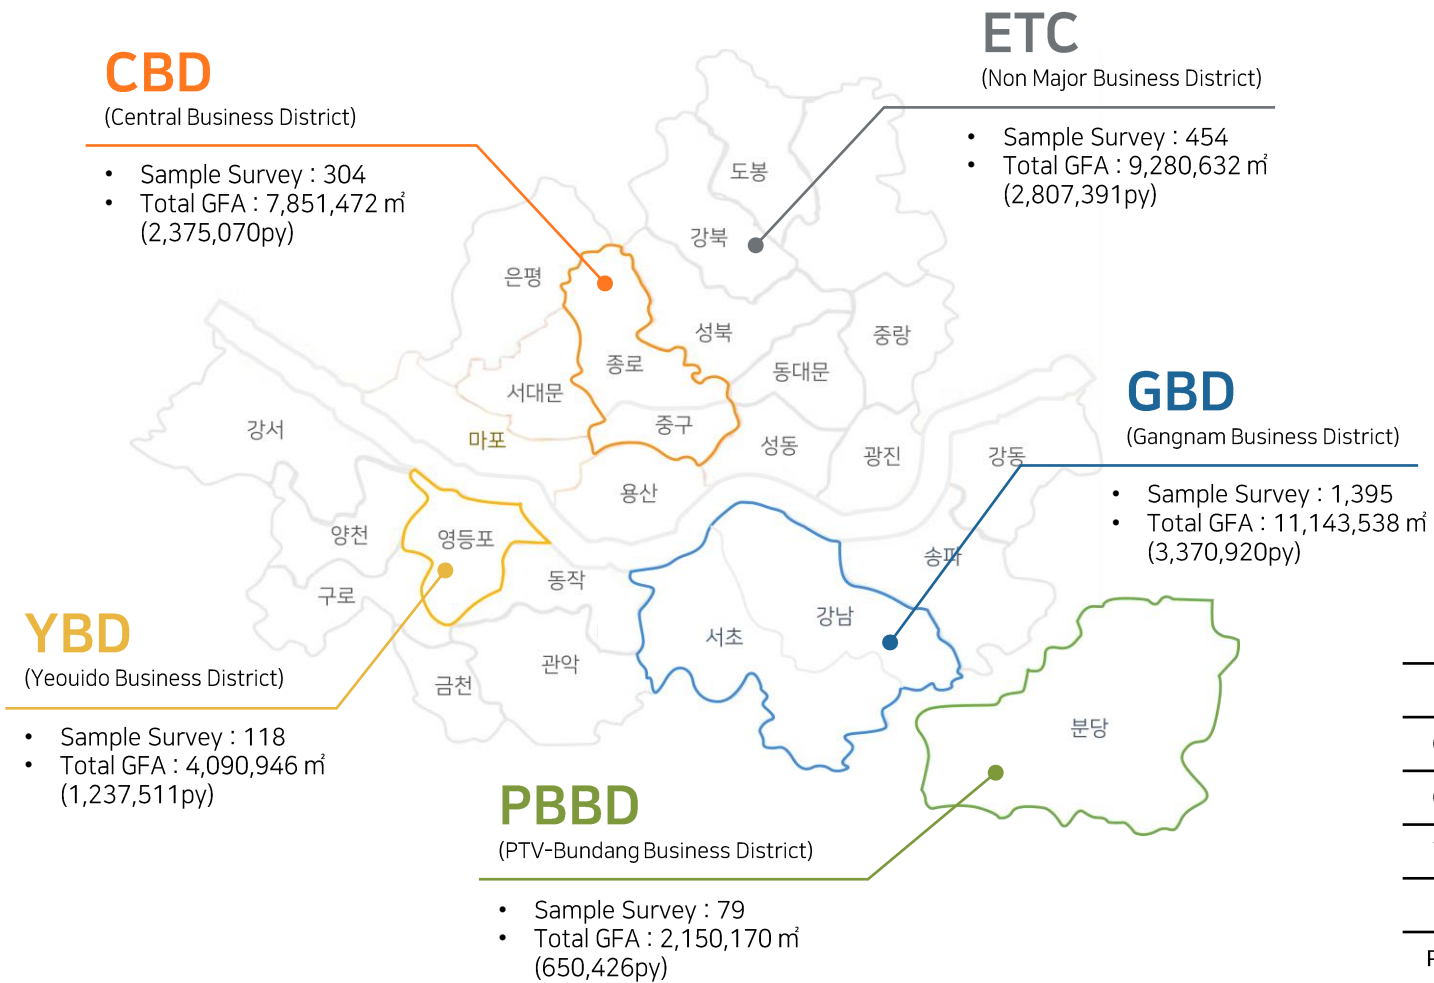 CBD
(Central Business District)
• Sample Survey : 304
• Total GFA : 7,851,472 ㎡
(2,375,070py)
ETC
(Non Major Business District)
• Sample Survey : 454
• Total GFA : 9,280,632 ㎡
(2,807,391py)
GBD
(Gangnam Business District)
• Sample Survey : 1,395
• Total GFA : 11,143,538 ㎡
(3,370,920py)
YBD
(Yeouido Business District)
• Sample Survey : 118
• Total GFA : 4,090,946 ㎡
(1,237,511py)
PBBD
(PTV-Bundang Business District)
• Sample Survey : 79
• Total GFA : 2,150,170 ㎡
(650,426py)
도봉
강북
은평
성북
중랑
종로
동대문
서대문
중구
강서
마포
성동
광진
강동
용산
양천
영등포
송파
동작
구로
강남
서초
관악
금천
분당